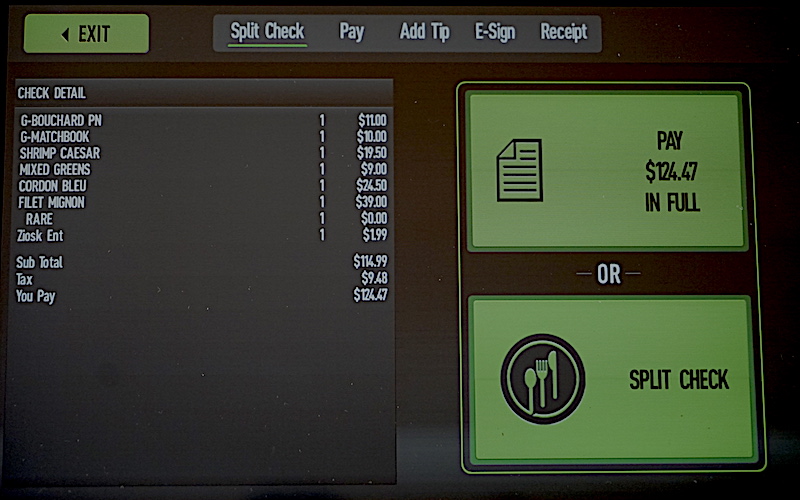 EXIT
Split Check Pay Add Tip E-Sign Receipt
CHECK DETAIL
G-BOUCHARD PN 1 $11.00
G-MATCHBOOK 1 $10.00
SHRIMP CAESAR 1 $19.50
MIXED GREENS 1 $9.00
CORDON BLEU 1 $24.50
FILET MIGNON 1 $39.00
RARE 1 $0.00
Ziosk Ent 1 $1.99
Sub Total $114.99
Tax $9.48
You Pay $124.47
PAY
$124.47
IN FULL
OR
SPLIT CHECK